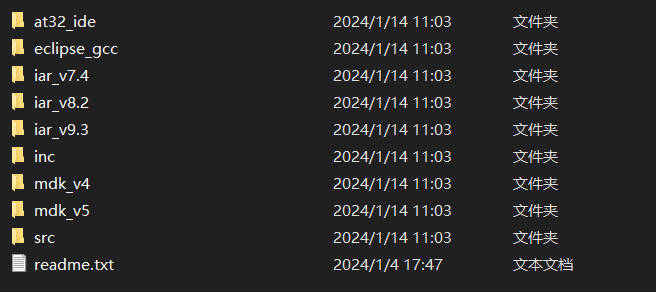 at32_ide 2024/1/14 11:03 文件夹
eclipse_gcc 2024/1/14 11:03 文件夹
iar_v7.4 2024/1/14 11:03 文件夹
iar_v8.2 2024/1/14 11:03 文件夹
iar_v9.3 2024/1/14 11:03 文件夹
inc 2024/1/14 11:03 文件夹
mdk_v4 2024/1/14 11:03 文件夹
mdk_v5 2024/1/14 11:03 文件夹
src 2024/1/14 11:03 文件夹
readme.txt 2024/1/4 17:47 文本文档